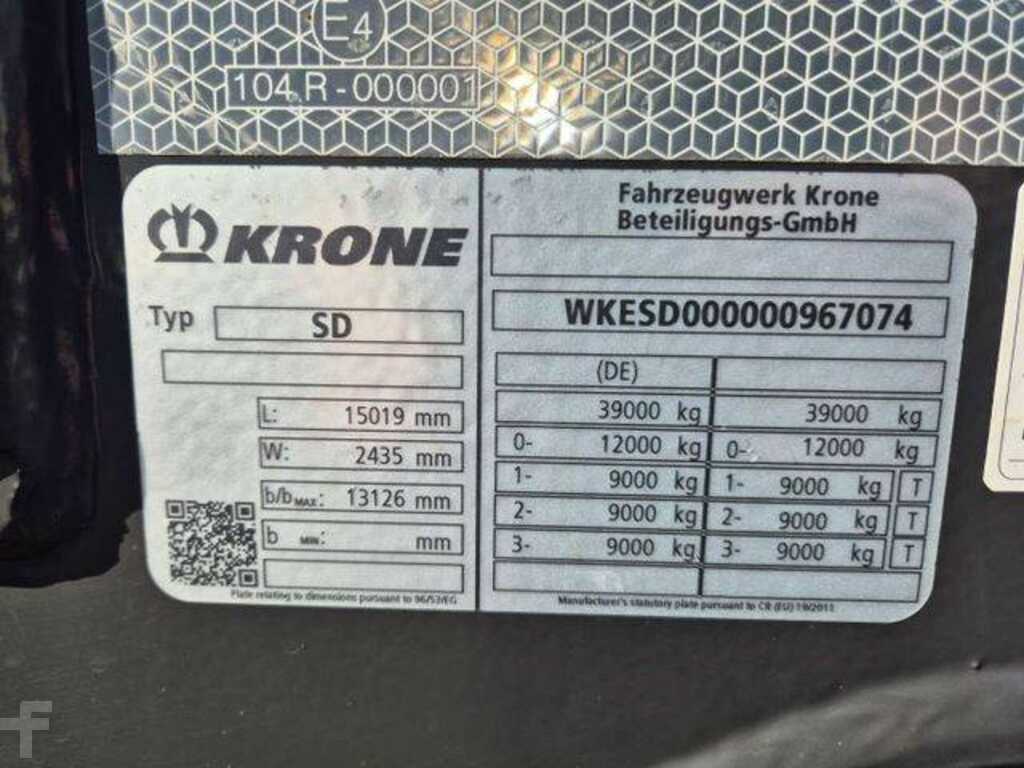 E4
104 R - 000001
KRONE
Typ SD
L: 15019 mm
W: 2435 mm
b/b MAX: 13126 mm
b MIN: mm
Plate relating to dimensions pursuant to 96/53/EG
Fahrzeugwerk Krone
Beteiligungs-GmbH
WKESD000000967074
(DE)
39000 kg 39000 kg
0- 12000 kg 0- 12000 kg
1- 9000 kg 1- 9000 kg T
2- 9000 kg 2- 9000 kg T
3- 9000 kg 3- 9000 kg T
Manufacturer's statutory plate pursuant to CR (EU) 19/2011
F